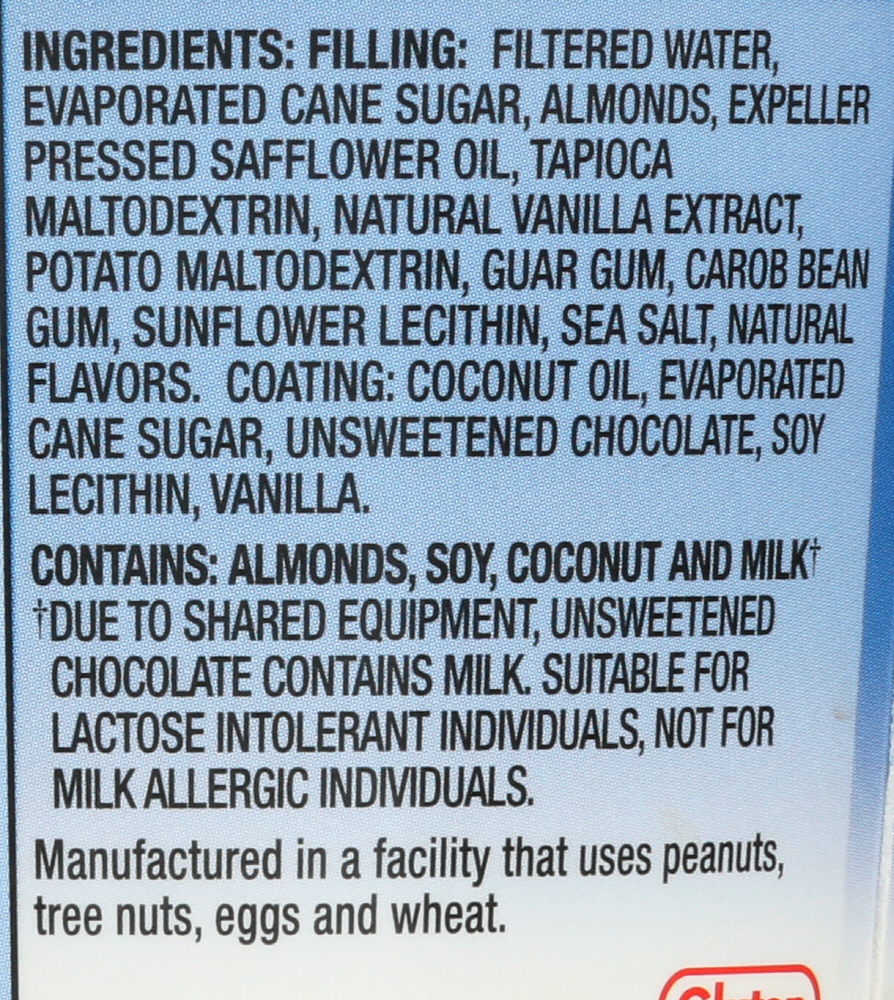 INGREDIENTS: FILLING: FILTERED WATER,
EVAPORATED CANE SUGAR, ALMONDS, EXPELLER
PRESSED SAFFLOWER OIL, TAPIOCA
MALTODEXTRIN, NATURAL VANILLA EXTRACT,
POTATO MALTODEXTRIN, GUAR GUM, CAROB BEAN
GUM, SUNFLOWER LECITHIN, SEA SALT, NATURAL
FLAVORS. COATING: COCONUT OIL, EVAPORATED
CANE SUGAR, UNSWEETENED CHOCOLATE, SOY
LECITHIN, VANILLA.
CONTAINS: ALMONDS, SOY, COCONUT AND MILK†
†DUE TO SHARED EQUIPMENT, UNSWEETENED
CHOCOLATE CONTAINS MILK. SUITABLE FOR
LACTOSE INTOLERANT INDIVIDUALS, NOT FOR
MILK ALLERGIC INDIVIDUALS.
Manufactured in a facility that uses peanuts,
tree nuts, eggs and wheat.